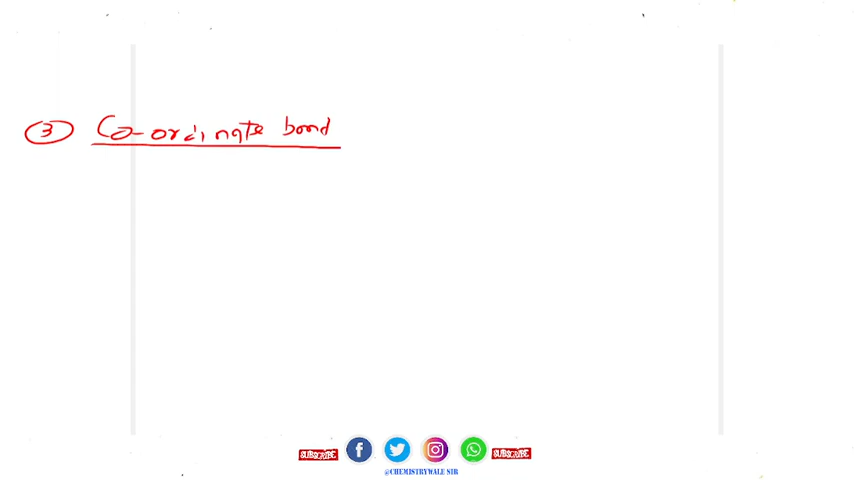 3 Co-ordinate bond
SUBSCRIBE SUBSCRIBE
@CHEMISTRYWALE SIR